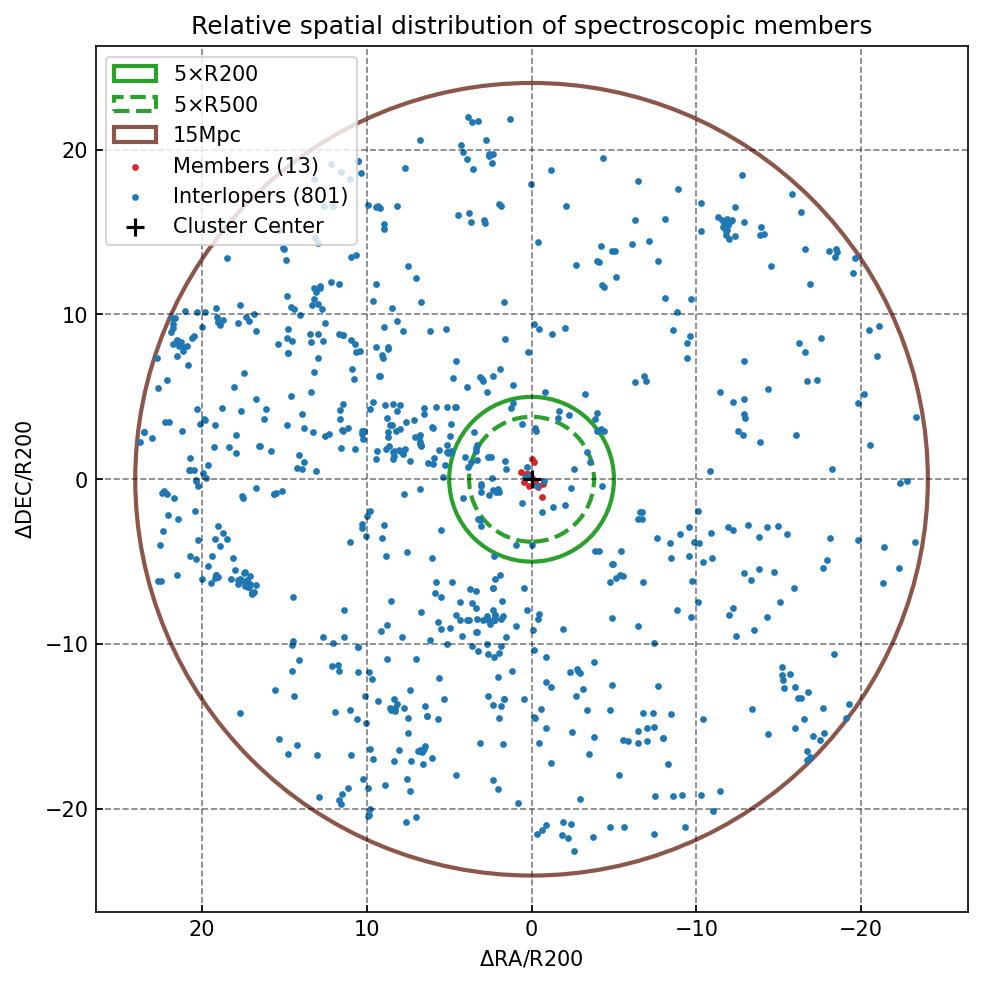 Relative spatial distribution of spectroscopic members
5×R200
5×R500
15Mpc
Members (13)
Interlopers (801)
Cluster Center
20
10
0
−10
−20
ΔDEC/R200
20
10
0
−10
−20
ΔRA/R200